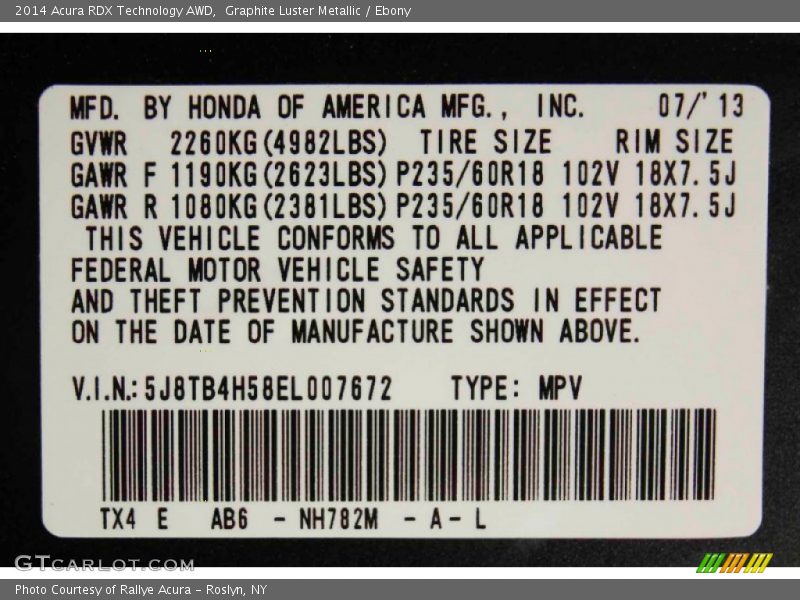 2014 Acura RDX Technology AWD,  Graphite Luster Metallic / Ebony
MFD. BY HONDA OF AMERICA MFG., INC. 07/'13
GVWR 2260KG(4982LBS) TIRE SIZE RIM SIZE
GAWR F 1190KG(2623LBS) P235/60R18 102V 18X7.5J
GAWR R 1080KG(2381LBS) P235/60R18 102V 18X7.5J
THIS VEHICLE CONFORMS TO ALL APPLICABLE
FEDERAL MOTOR VEHICLE SAFETY
AND THEFT PREVENTION STANDARDS IN EFFECT
ON THE DATE OF MANUFACTURE SHOWN ABOVE.
V.I.N.: 5J8TB4H58EL007672 TYPE: MPV
TX4 E AB6 - NH782M - A - L
GTCARLOT.COM
Photo Courtesy of Rallye Acura - Roslyn, NY